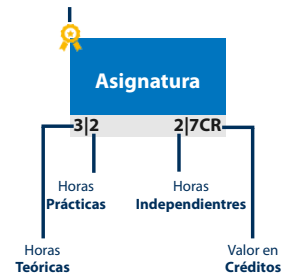 Asignatura
3|2 2|7CR
Horas
Prácticas
Horas
Independientres
Horas
Teóricas
Valor en
Créditos